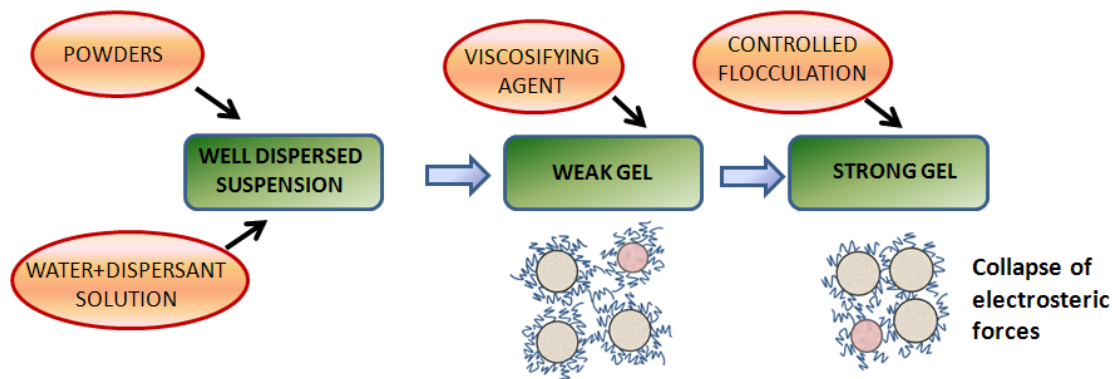 POWDERS
WATER+DISPERSANT
SOLUTION
WELL DISPERSED
SUSPENSION
VISCOSIFYING
AGENT
WEAK GEL
CONTROLLED
FLOCCULATION
STRONG GEL
Collapse of
electrosteric
forces